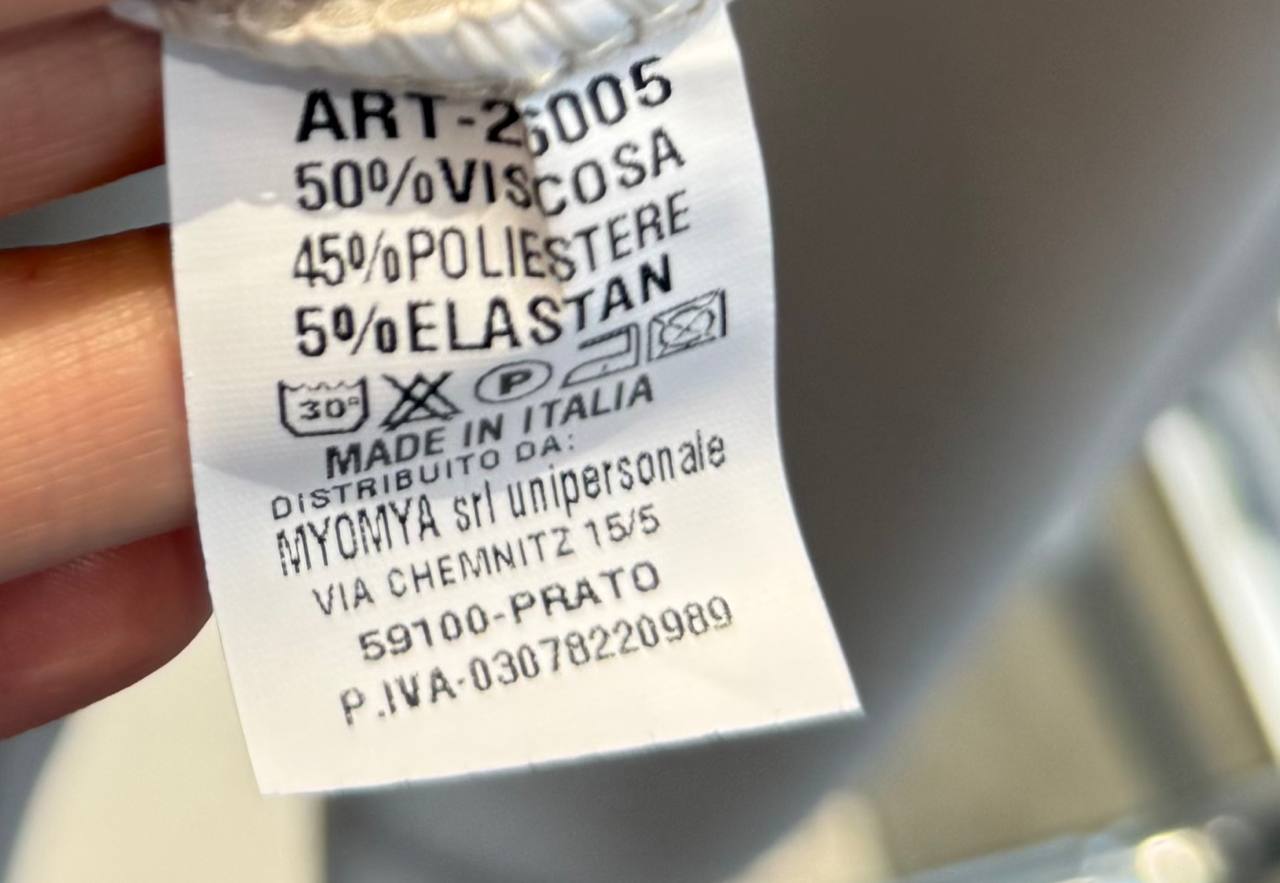 ART-26005
50%VISCOSA
45%POLIESTERE
5%ELASTAN
30° P
MADE IN ITALIA
DISTRIBUITO DA:
MYOMYA srl unipersonale
VIA CHEMNITZ 15/5
59100-PRATO
P.IVA-03078220989